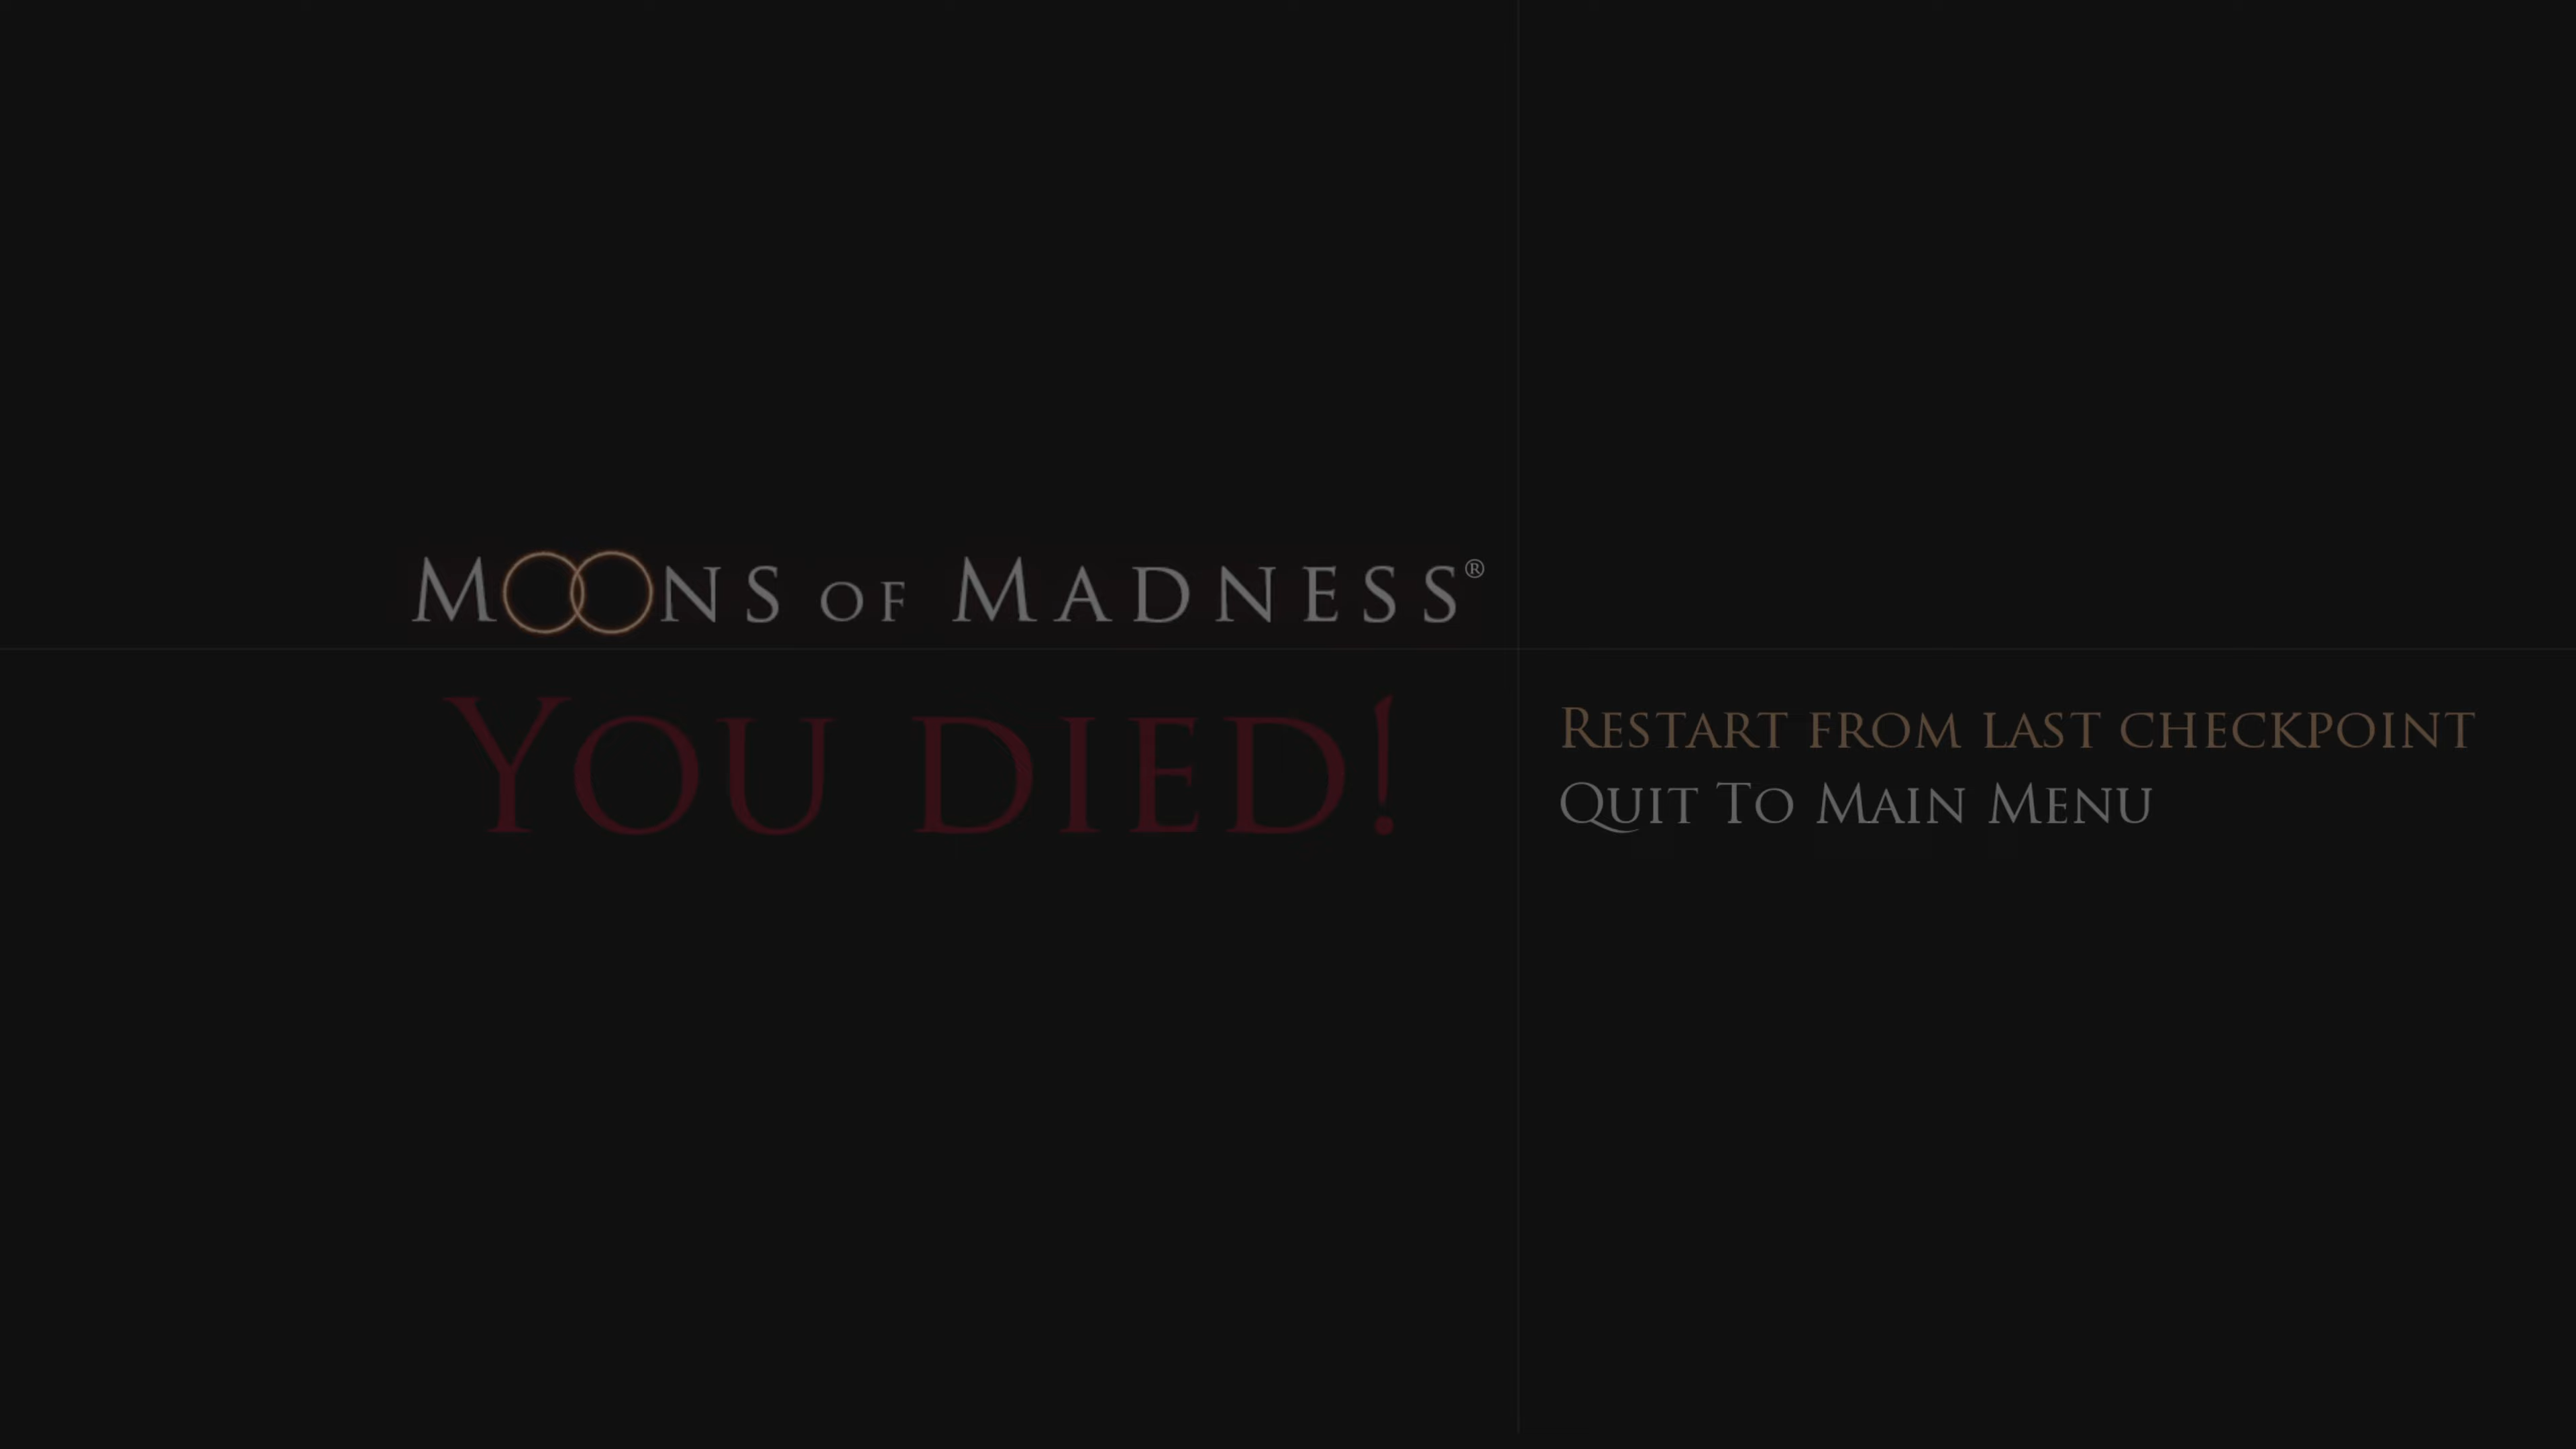 MOONS OF MADNESS®
YOU DIED!
RESTART FROM LAST CHECKPOINT
QUIT TO MAIN MENU